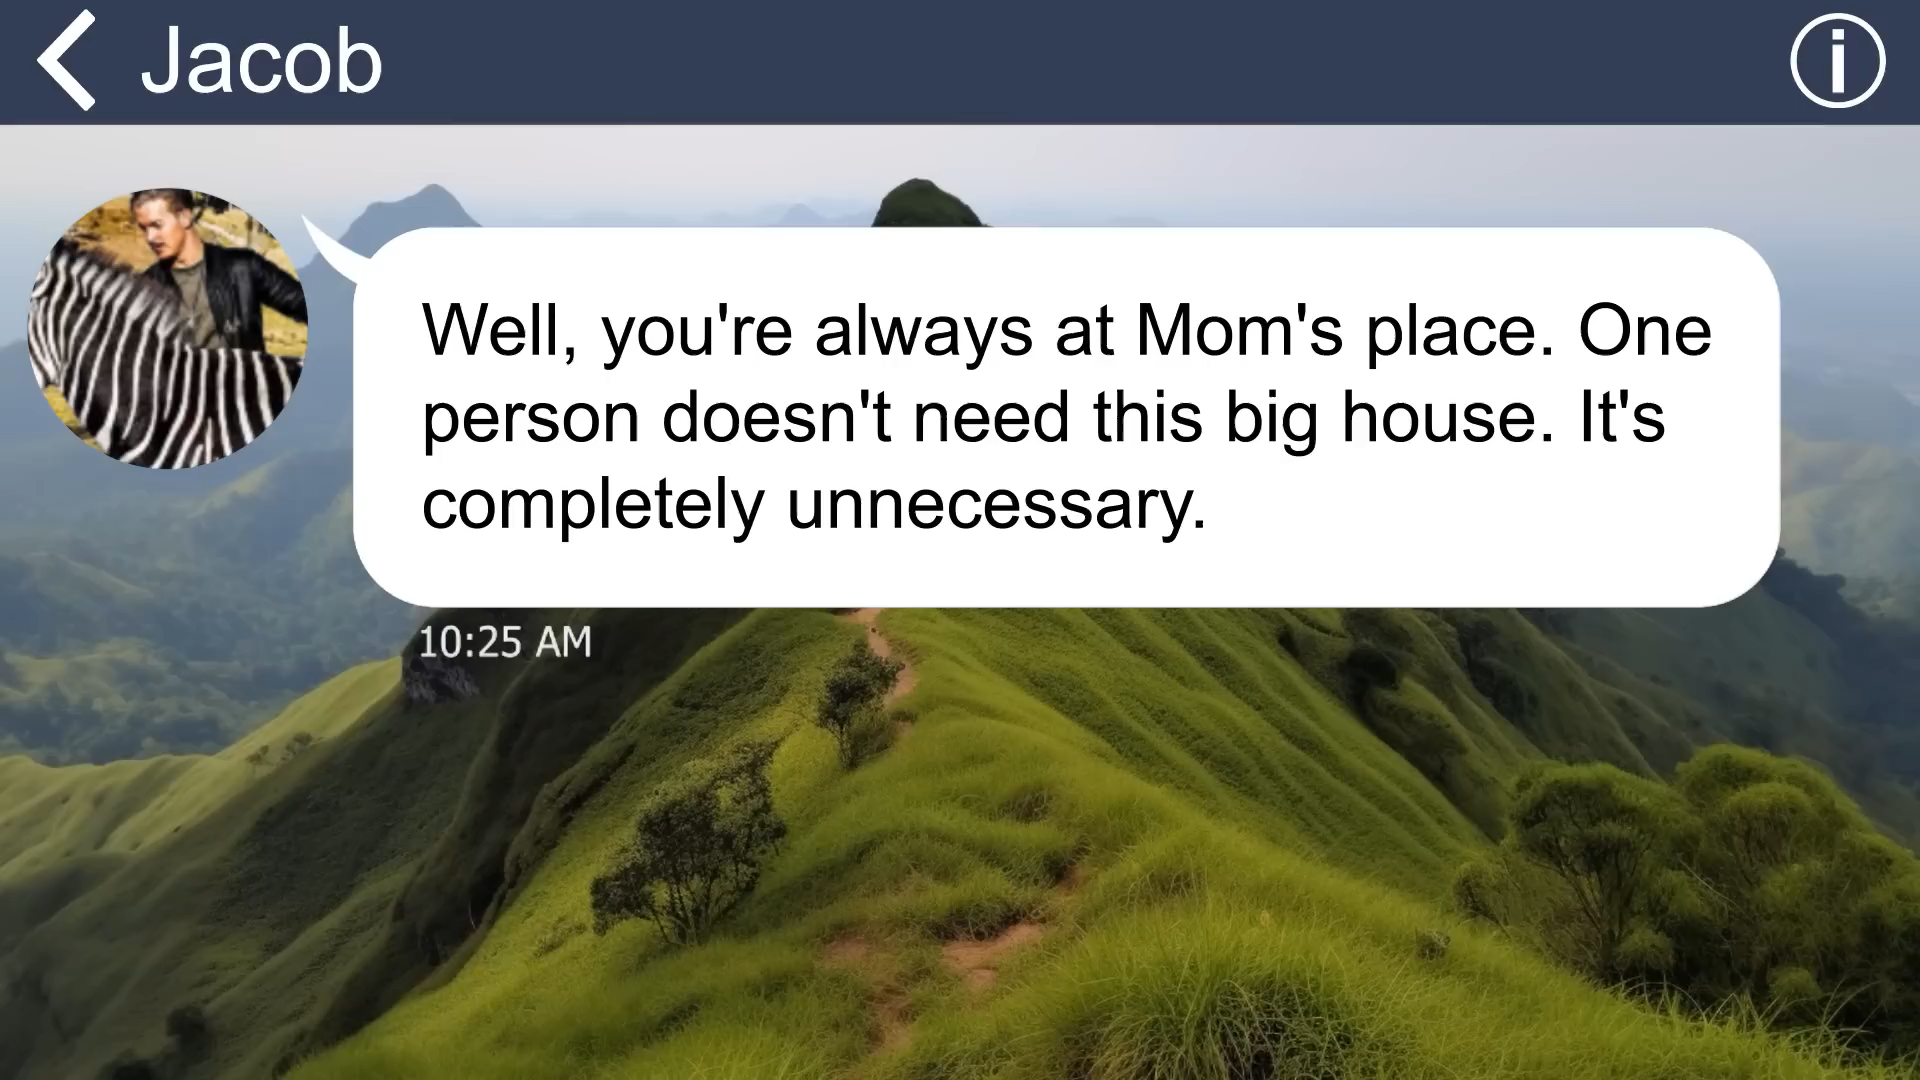 Jacob
Well, you're always at Mom's place. One
person doesn't need this big house. It's
completely unnecessary.
10:25 AM